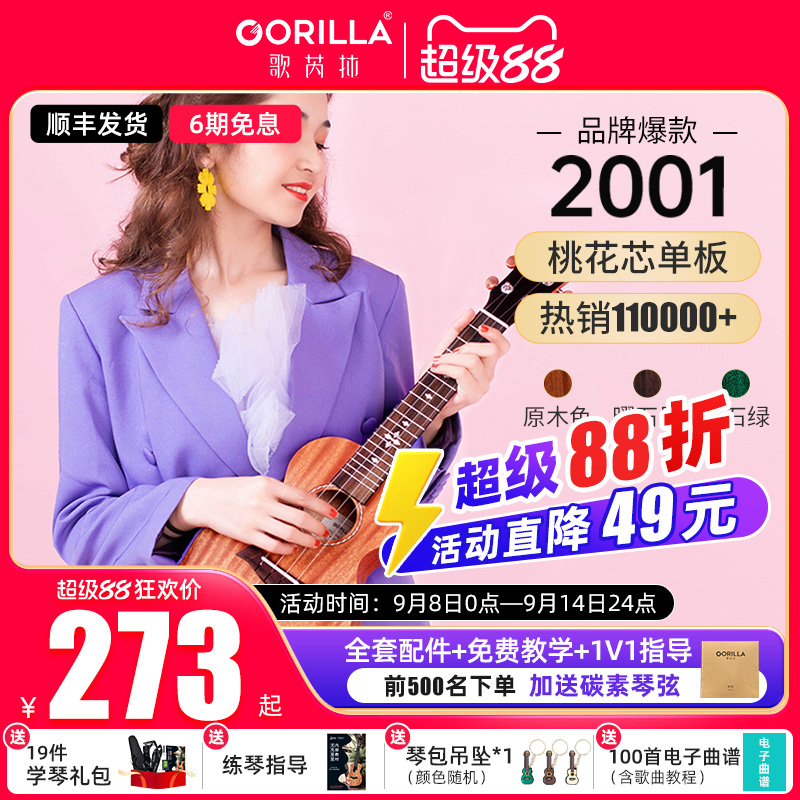 GORILLA®
歌芮抹
超级88
顺丰发货
6期免息
品牌爆款
2001
桃花芯单板
热销110000+
原木色
石绿
超级88折
活动直降49元
超级88狂欢价
¥273起
活动时间：9月8日0点—9月14日24点
全套配件+免费教学+1V1指导
前500名下单 加送碳素琴弦
GORILLA
送
19件
学琴礼包
送
练琴指导
送
琴包吊坠*1
（颜色随机）
送
100首电子曲谱
（含歌曲教程）
电子曲谱